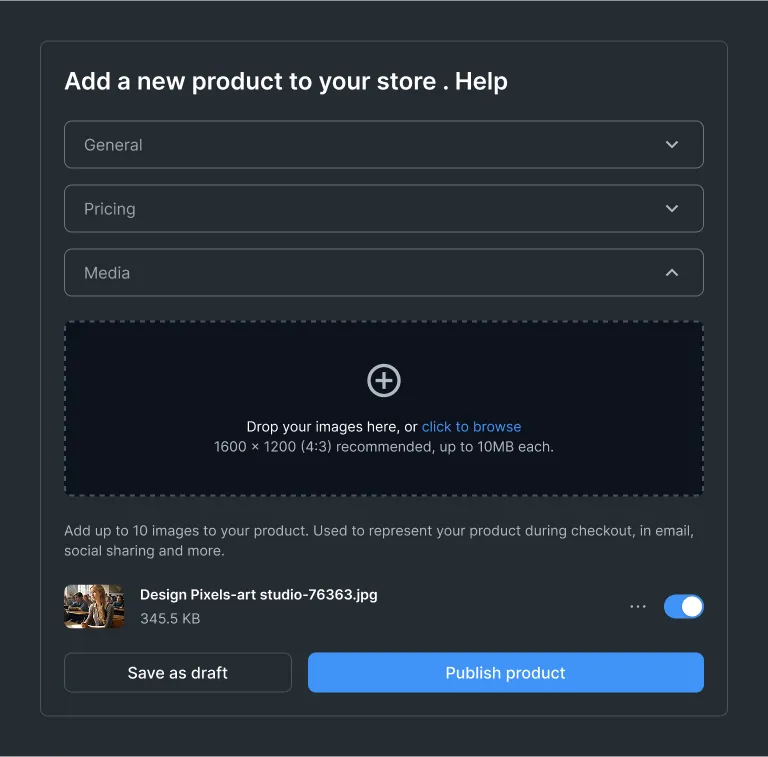 Add a new product to your store . Help
General
Pricing
Media
Drop your images here, or click to browse
1600 × 1200 (4:3) recommended, up to 10MB each.
Add up to 10 images to your product. Used to represent your product during checkout, in email,
social sharing and more.
Design Pixels-art studio-76363.jpg
345.5 KB
Save as draft
Publish product